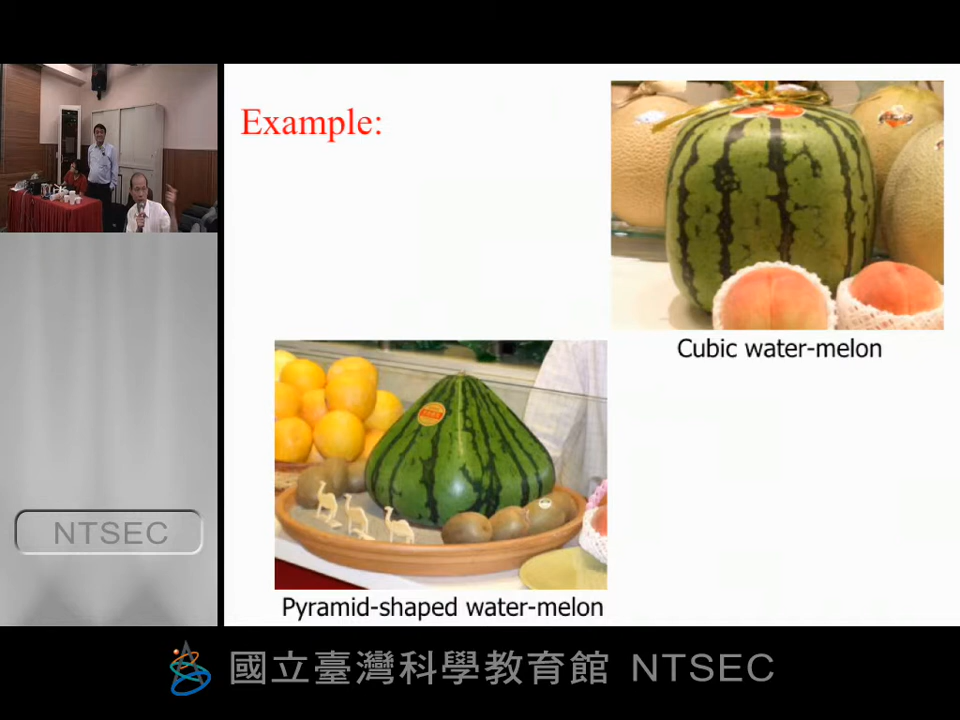 Example:
Cubic water-melon
Pyramid-shaped water-melon
NTSEC
國立臺灣科學教育館 NTSEC